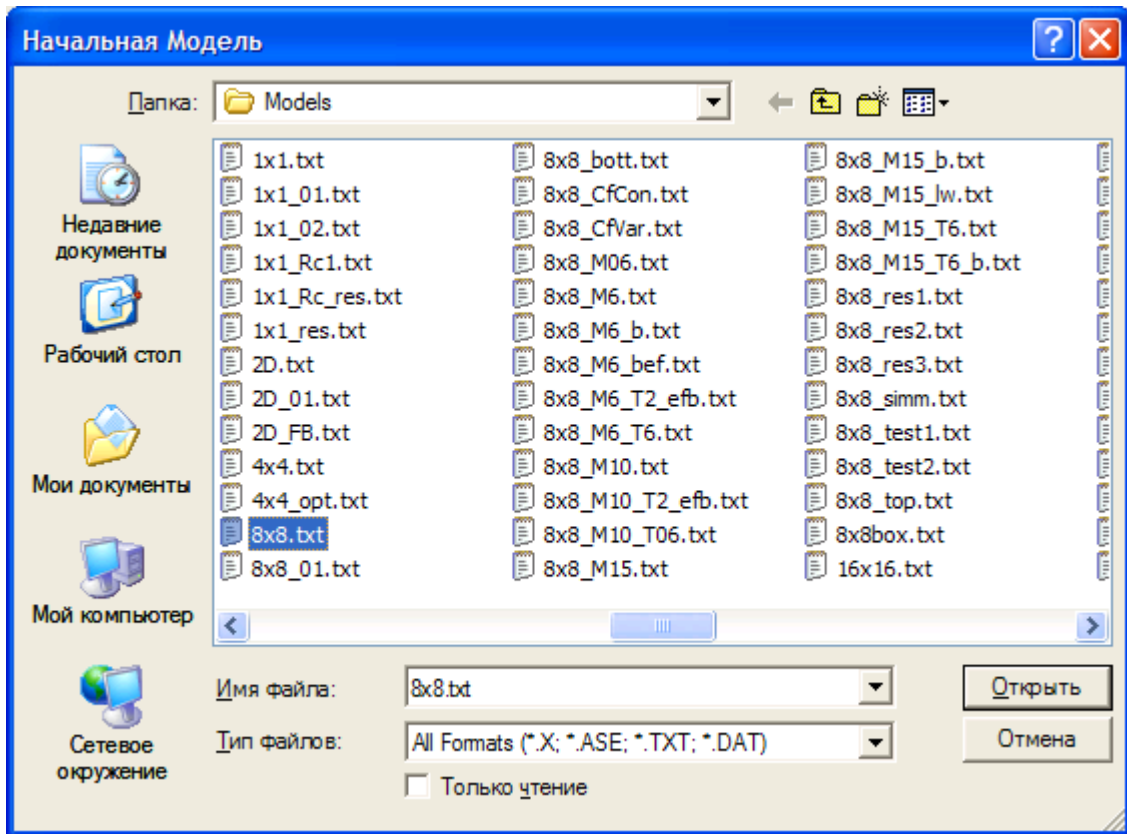 Начальная Модель
Папка:
Models
Недавние
документы
Рабочий стол
Мои документы
Мой компьютер
Сетевое
окружение
1x1.txt
1x1_01.txt
1x1_02.txt
1x1_Rc1.txt
1x1_Rc_res.txt
1x1_res.txt
2D.txt
2D_01.txt
2D_FB.txt
4x4.txt
4x4_opt.txt
8x8.txt
8x8_01.txt
8x8_bott.txt
8x8_CfCon.txt
8x8_CfVar.txt
8x8_M06.txt
8x8_M6.txt
8x8_M6_b.txt
8x8_M6_bef.txt
8x8_M6_T2_efb.txt
8x8_M6_T6.txt
8x8_M10.txt
8x8_M10_T2_efb.txt
8x8_M10_T06.txt
8x8_M15.txt
8x8_M15_b.txt
8x8_M15_lw.txt
8x8_M15_T6.txt
8x8_M15_T6_b.txt
8x8_res1.txt
8x8_res2.txt
8x8_res3.txt
8x8_simm.txt
8x8_test1.txt
8x8_test2.txt
8x8_top.txt
8x8box.txt
16x16.txt
Имя файла:
8x8.txt
Открыть
Тип файлов:
All Formats (*.X; *.ASE; *.TXT; *.DAT)
Отмена
Только чтение